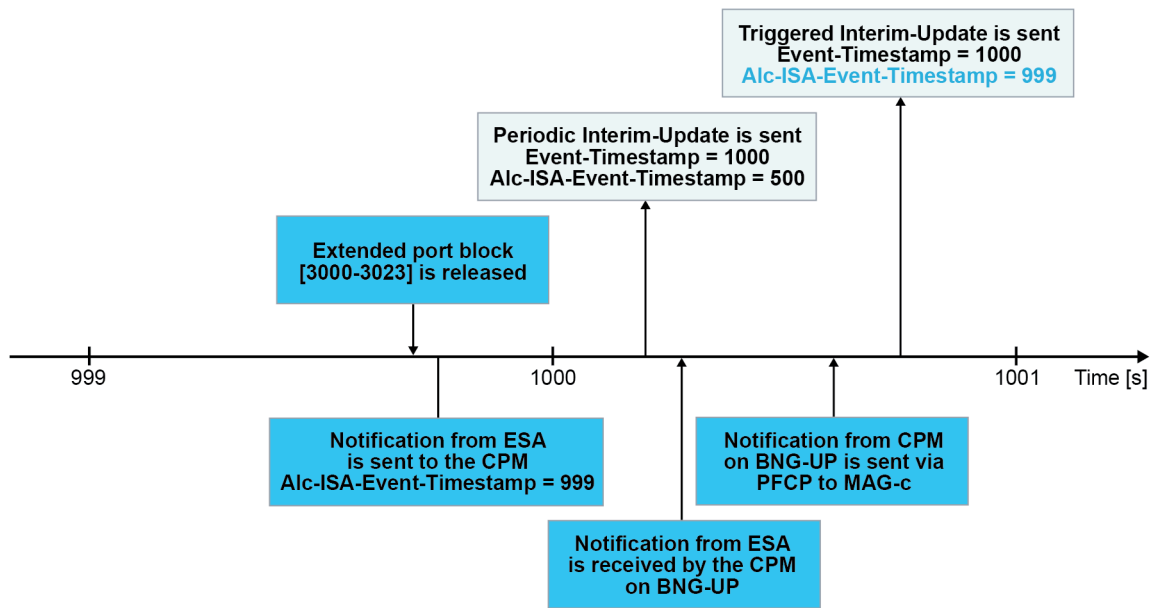 Triggered Interim-Update is sent
Event-Timestamp = 1000
Alc-ISA-Event-Timestamp = 999
Periodic Interim-Update is sent
Event-Timestamp = 1000
Alc-ISA-Event-Timestamp = 500
Extended port block
[3000-3023] is released
999
1000
1001
Time [s]
Notification from ESA
is sent to the CPM
Alc-ISA-Event-Timestamp = 999
Notification from CPM
on BNG-UP is sent via
PFCP to MAG-c
Notification from ESA
is received by the CPM
on BNG-UP